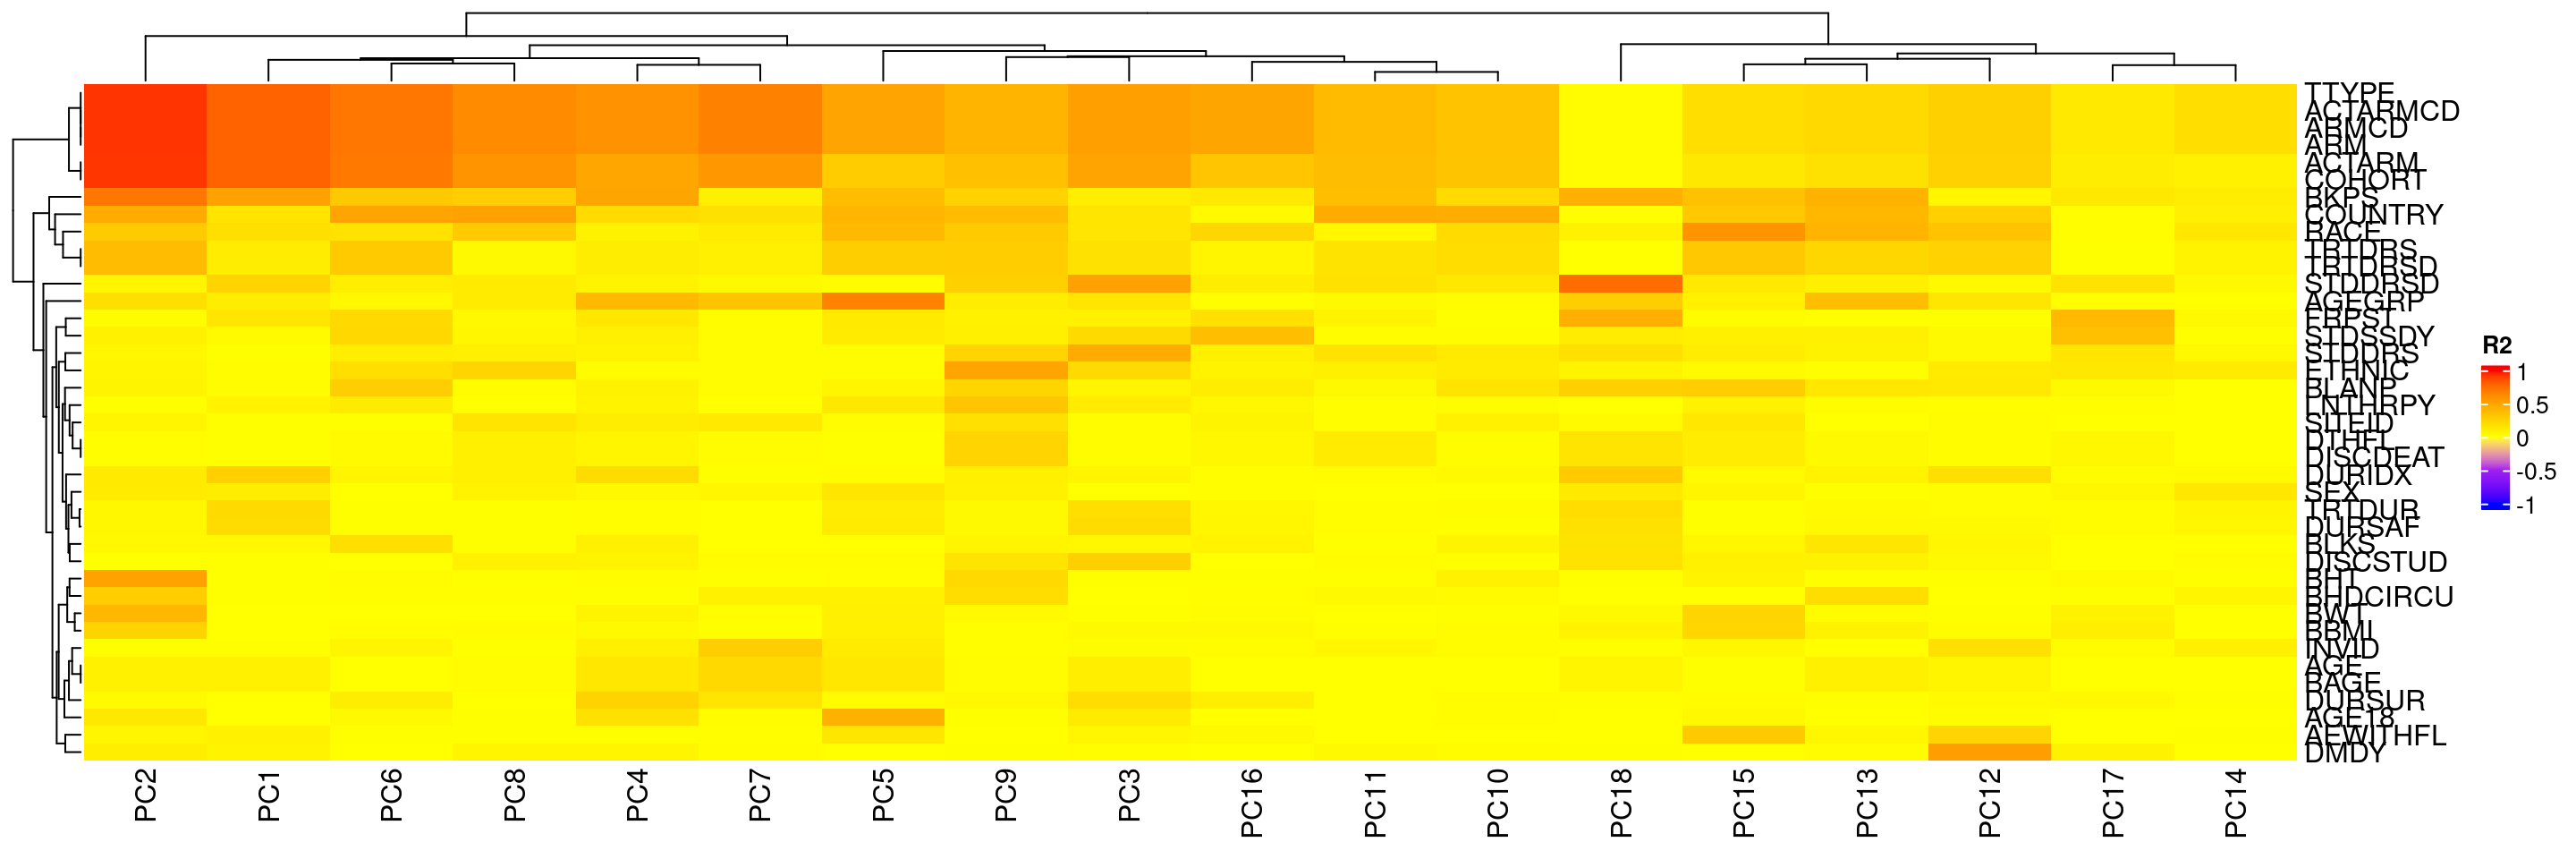 TTYPE
ACTARMCD
ARMCD
ARM
ACTARM
COHORT
BKPS
COUNTRY
RACE
TRTDRS
TRTDRSD
STDDRSD
AGEGRP
FRPST
STDSSDY
STDDRS
ETHNIC
BLANP
LNTHRPY
SITEID
DTHFL
DISCDEAT
DURIDX
SEX
TRTDUR
DURSAF
BLKS
DISCSTUD
BHT
BHDCIRCU
BWT
BBMI
INVID
AGE
BAGE
DURSUR
AGE18
AEWITHFL
DMDY
R2
1
0.5
0
-0.5
-1
PC2 PC1 PC6 PC8 PC4 PC7 PC5 PC9 PC3 PC16 PC11 PC10 PC18 PC15 PC13 PC12 PC17 PC14